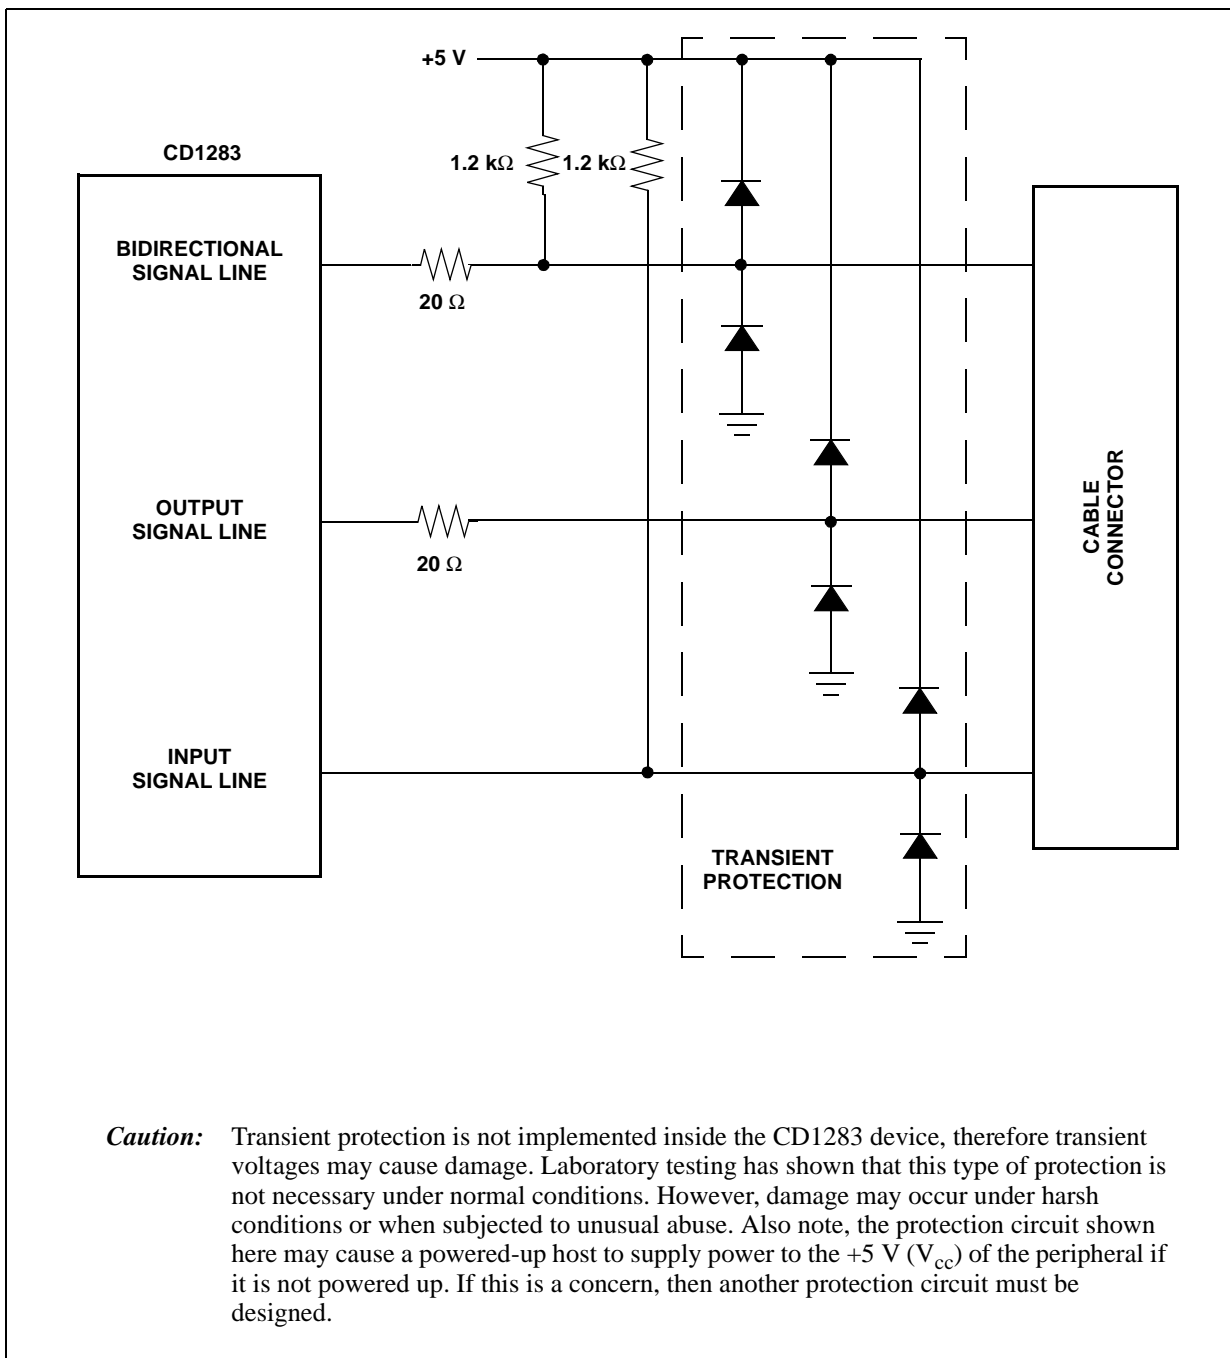 +5 V
CD1283
1.2 kΩ 1.2 kΩ
BIDIRECTIONAL
SIGNAL LINE
20 Ω
OUTPUT
SIGNAL LINE
20 Ω
CABLE
CONNECTOR
INPUT
SIGNAL LINE
TRANSIENT
PROTECTION
Caution: Transient protection is not implemented inside the CD1283 device, therefore transient
voltages may cause damage. Laboratory testing has shown that this type of protection is
not necessary under normal conditions. However, damage may occur under harsh
conditions or when subjected to unusual abuse. Also note, the protection circuit shown
here may cause a powered-up host to supply power to the +5 V (Vcc) of the peripheral if
it is not powered up. If this is a concern, then another protection circuit must be
designed.